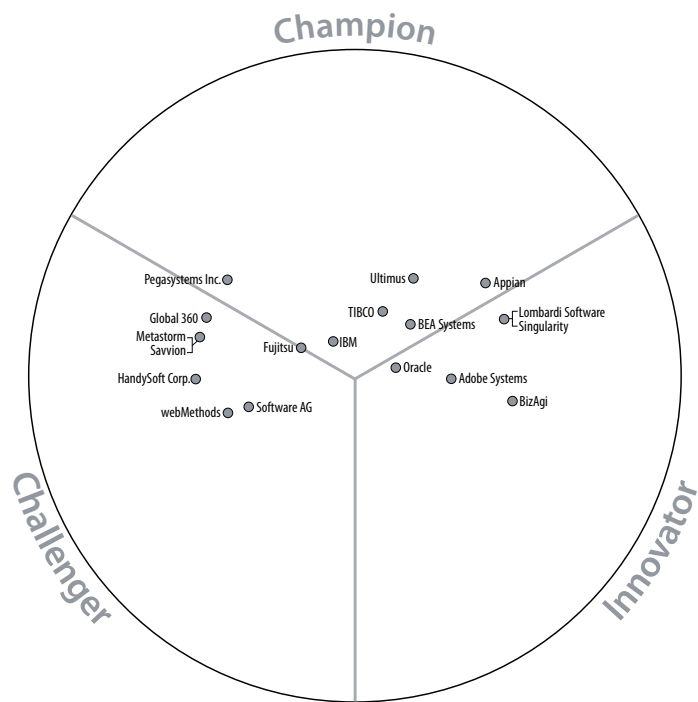 Champion
Ultimus
Pegasystems Inc.
Appian
TIBCO
Lombardi Software
Singularity
Global 360
BEA Systems
Metastorm
Savvion
IBM
Fujitsu
Oracle
HandySoft Corp.
Adobe Systems
BizAgi
Software AG
webMethods
Challenger
Innovator